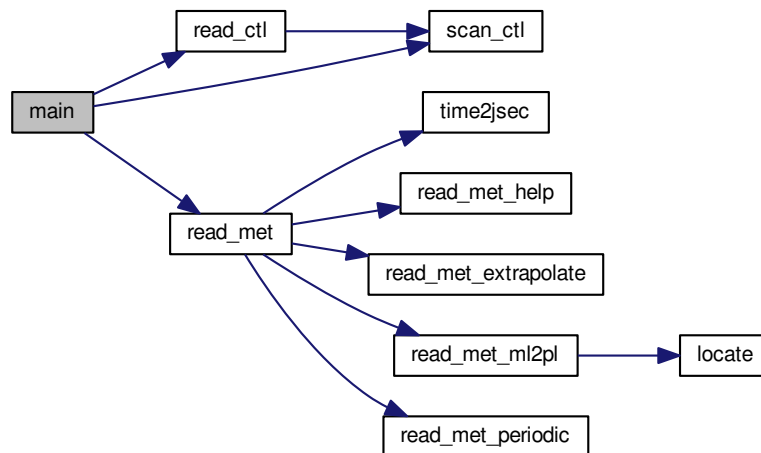 read_ctl
scan_ctl
main
time2jsec
read_met_help
read_met
read_met_extrapolate
read_met_ml2pl
locate
read_met_periodic